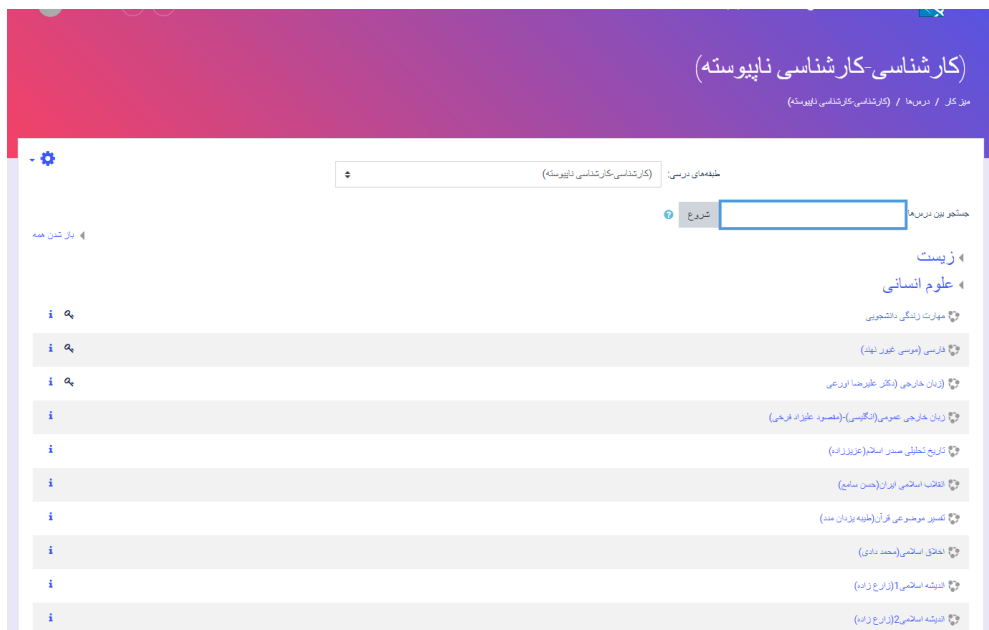 (کارشناسی-کارشناسی ناپیوسته)
میز کار / درس‌ها / (کارشناسی-کارشناسی ناپیوسته)
طبقه‌های درسی: (کارشناسی-کارشناسی ناپیوسته)
جستجو بین درس‌ها شروع
باز شدن همه
زیست
علوم انسانی
مهارت زندگی دانشجویی
فارسی (موسی غیور نهند)
(زبان خارجی (دکتر علیرضا اورعی
زبان خارجی عمومی(انگلیسی)-(مقصود علیزاد فرخی)
تاریخ تحلیلی صدر اسلام(عزیززاده)
انقلاب اسلامی ایران(حسن سامع)
تفسیر موضوعی قرآن(طیبه یزدان مدد)
اخلاق اسلامی(محمد دادی)
اندیشه اسلامی1(زارع زاده)
اندیشه اسلامی2(زارع زاده)